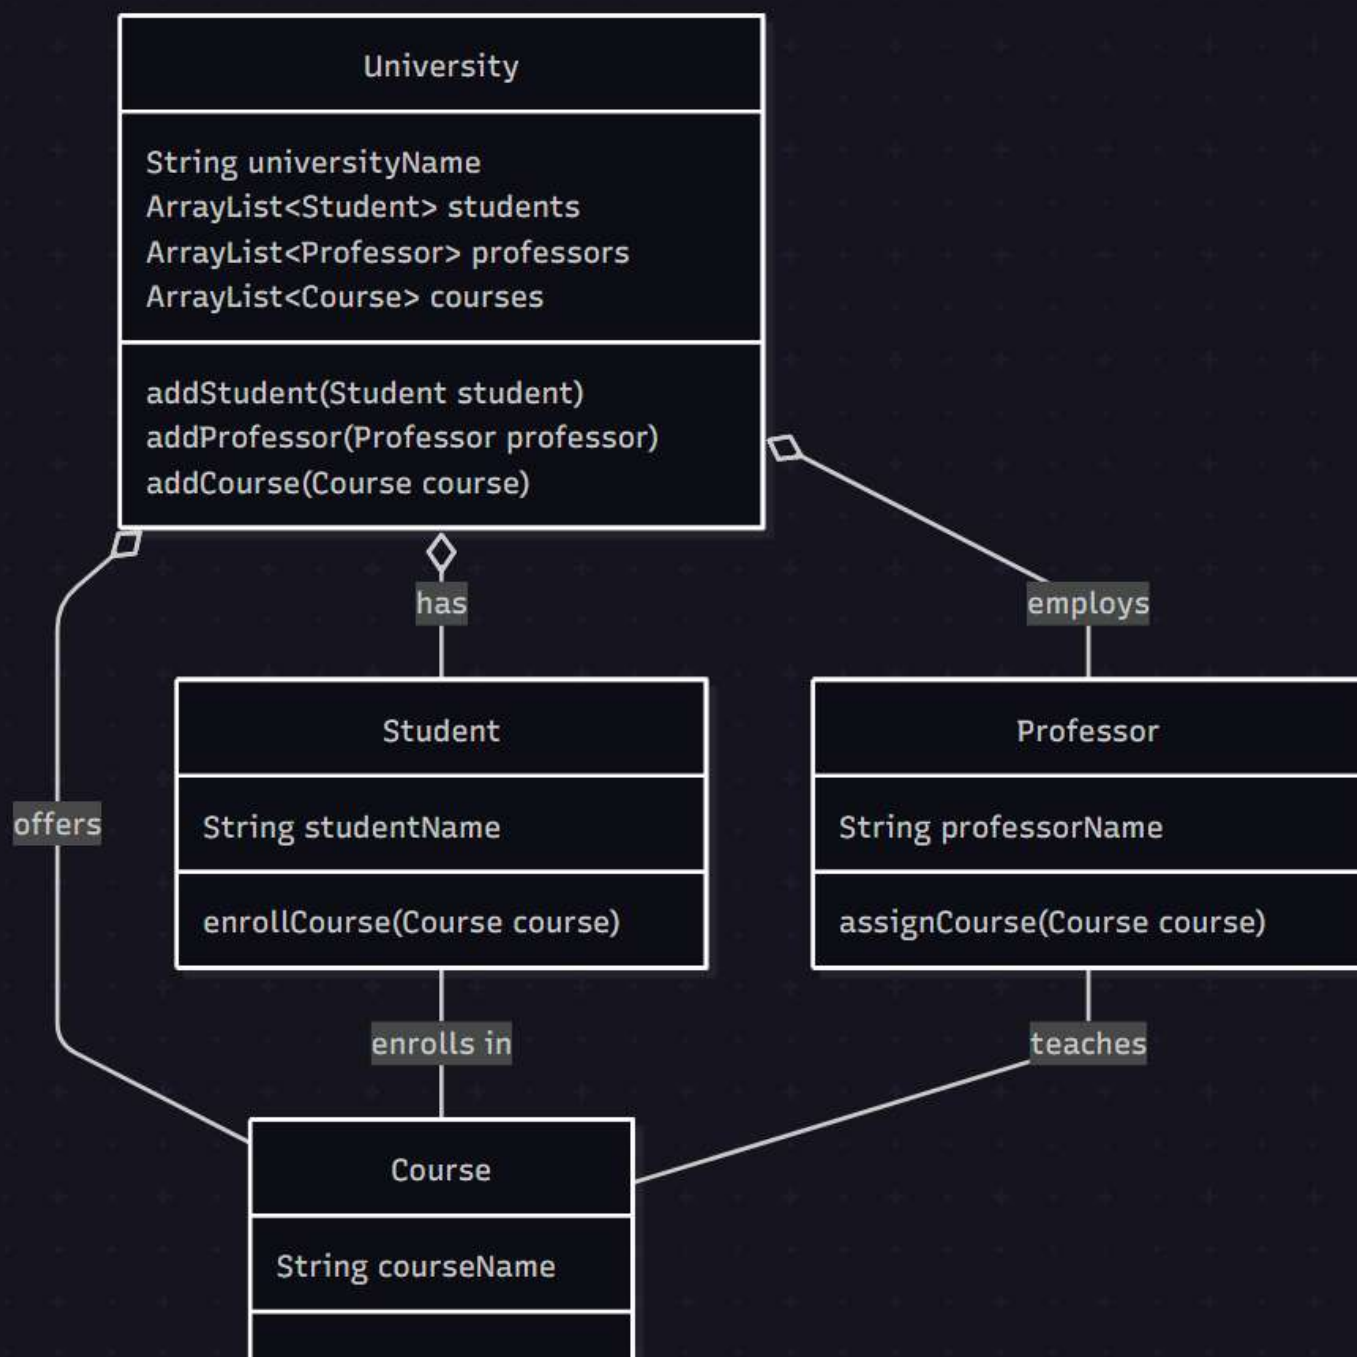 University
String universityName
ArrayList<Student> students
ArrayList<Professor> professors
ArrayList<Course> courses
addStudent(Student student)
addProfessor(Professor professor)
addCourse(Course course)
has
employs
Student
Professor
String studentName
String professorName
offers
enrollCourse(Course course)
assignCourse(Course course)
enrolls in
teaches
Course
String courseName